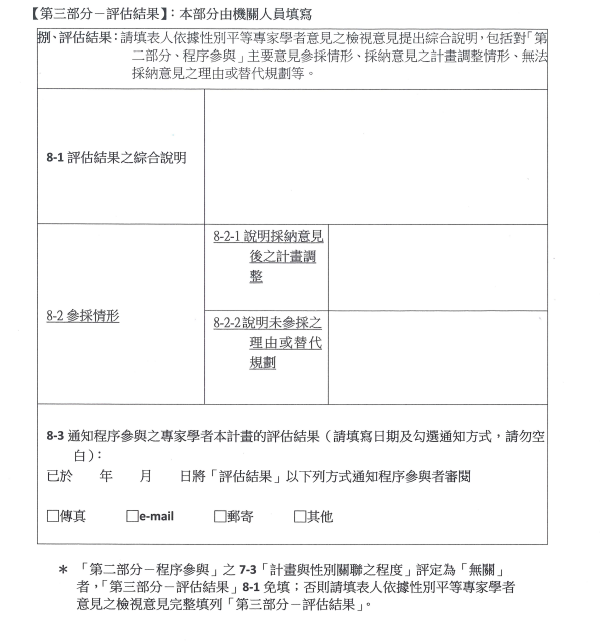 【第三部分－評估結果】：本部分由機關人員填寫
捌、評估結果：請填表人依據性別平等專家學者意見之檢視意見提出綜合說明，包括對「第
二部分、程序參與」主要意見參採情形、採納意見之計畫調整情形、無法
採納意見之理由或替代規劃等。
8-1 評估結果之綜合說明
8-2 參採情形
8-2-1 說明採納意見
後之計畫調
整
8-2-2 說明未參採之
理由或替代
規劃
8-3 通知程序參與之專家學者本計畫的評估結果（請填寫日期及勾選通知方式，請勿空
白）：
已於 年 月 日將「評估結果」以下列方式通知程序參與者審閱
□傳真 □e-mail □郵寄 □其他
＊ 「第二部分－程序參與」之 7-3「計畫與性別關聯之程度」評定為「無關」
者，「第三部分－評估結果」8-1 免填；否則請填表人依據性別平等專家學者
意見之檢視意見完整填列「第三部分－評估結果」。